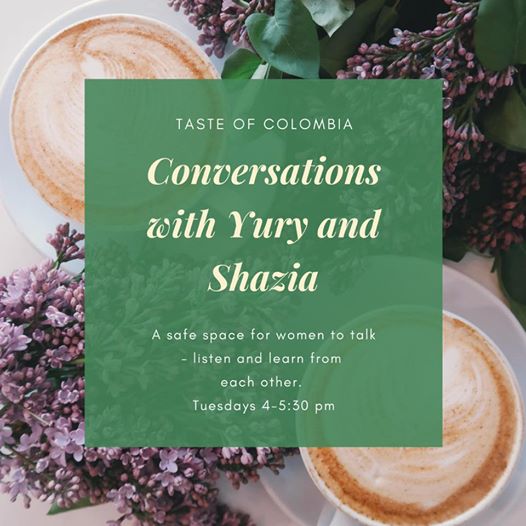 TASTE OF COLOMBIA
Conversations
with Yury and
Shazia
A safe space for women to talk
- listen and learn from
each other.
Tuesdays 4-5:30 pm